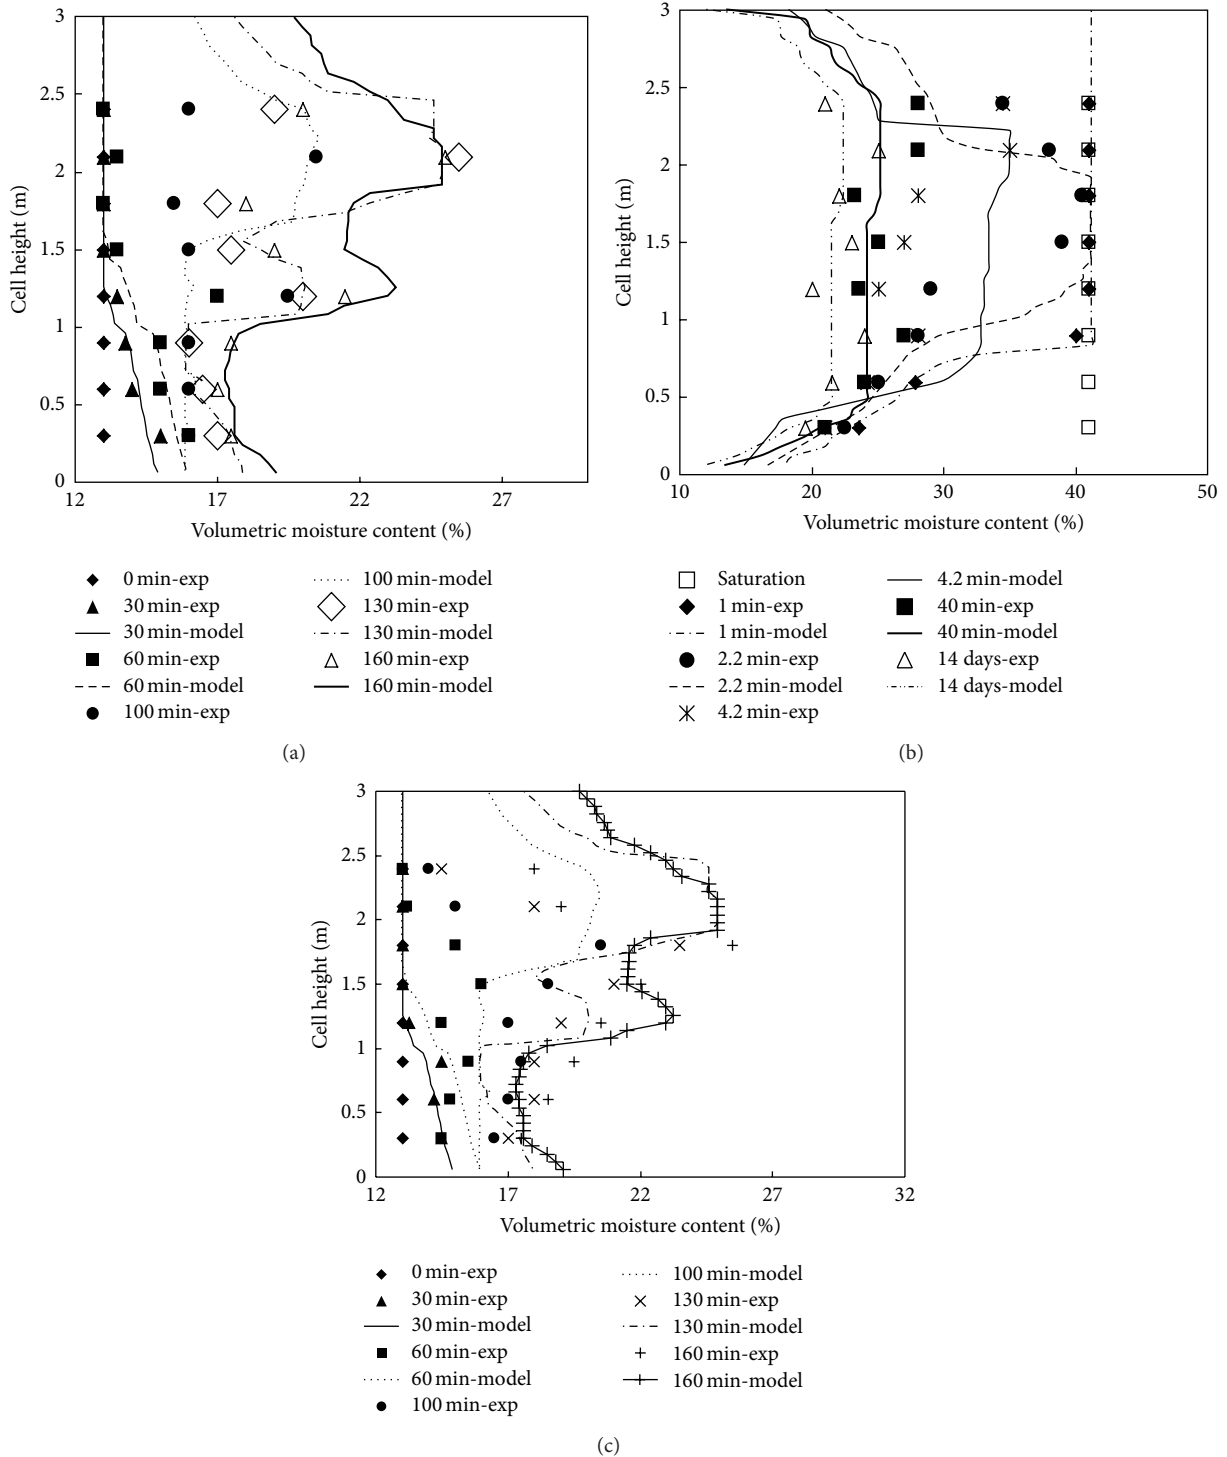 3
2.5
2
1.5
1
0.5
0
Cell height (m)
12 17 22 27
Volumetric moisture content (%)
0 min-exp
30 min-exp
30 min-model
60 min-exp
60 min-model
100 min-exp
100 min-model
130 min-exp
130 min-model
160 min-exp
160 min-model
(a)
3
2.5
2
1.5
1
0.5
0
Cell height (m)
10 20 30 40 50
Volumetric moisture content (%)
Saturation
1 min-exp
1 min-model
2.2 min-exp
2.2 min-model
4.2 min-exp
4.2 min-model
40 min-exp
40 min-model
14 days-exp
14 days-model
(b)
3
2.5
2
1.5
1
0.5
0
Cell height (m)
12 17 22 27 32
Volumetric moisture content (%)
0 min-exp
30 min-exp
30 min-model
60 min-exp
60 min-model
100 min-exp
100 min-model
130 min-exp
130 min-model
160 min-exp
160 min-model
(c)